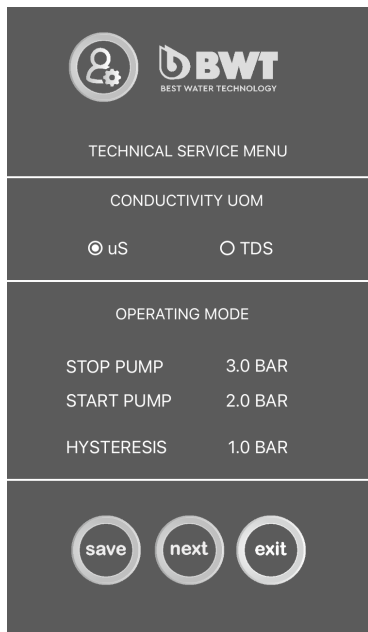 BWT
BEST WATER TECHNOLOGY
TECHNICAL SERVICE MENU
CONDUCTIVITY UOM
uS TDS
OPERATING MODE
STOP PUMP 3.0 BAR
START PUMP 2.0 BAR
HYSTERESIS 1.0 BAR
save next exit